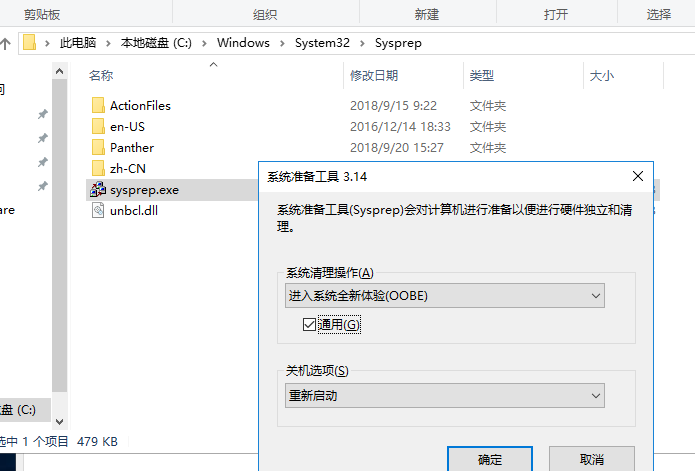 剪贴板 组织 新建 打开 选择
此电脑 本地磁盘 (C:) Windows System32 Sysprep
名称 修改日期 类型 大小
ActionFiles 2018/9/15 9:22 文件夹
en-US 2016/12/14 18:33 文件夹
Panther 2018/9/20 15:27 文件夹
zh-CN
sysprep.exe
unbcl.dll
are
盘 (C:)
选中 1 个项目 479 KB
系统准备工具 3.14
系统准备工具(Sysprep)会对计算机进行准备以便进行硬件独立和清
理。
系统清理操作(A)
进入系统全新体验(OOBE)
通用(G)
关机选项(S)
重新启动
确定 取消